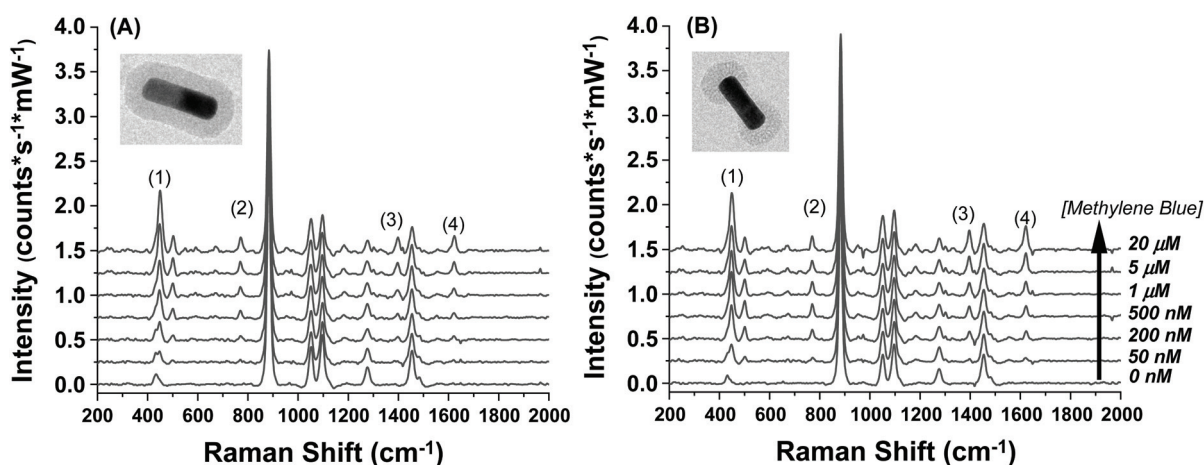 (A)
Intensity (counts*s⁻¹*mW⁻¹)
4.0
3.5
3.0
2.5
2.0
1.5
1.0
0.5
0.0
(1)
(2)
(3)
(4)
200 400 600 800 1000 1200 1400 1600 1800 2000
Raman Shift (cm⁻¹)
(B)
Intensity (counts*s⁻¹*mW⁻¹)
4.0
3.5
3.0
2.5
2.0
1.5
1.0
0.5
0.0
(1)
(2)
(3)
(4)
[Methylene Blue]
20 μM
5 μM
1 μM
500 nM
200 nM
50 nM
0 nM
200 400 600 800 1000 1200 1400 1600 1800 2000
Raman Shift (cm⁻¹)